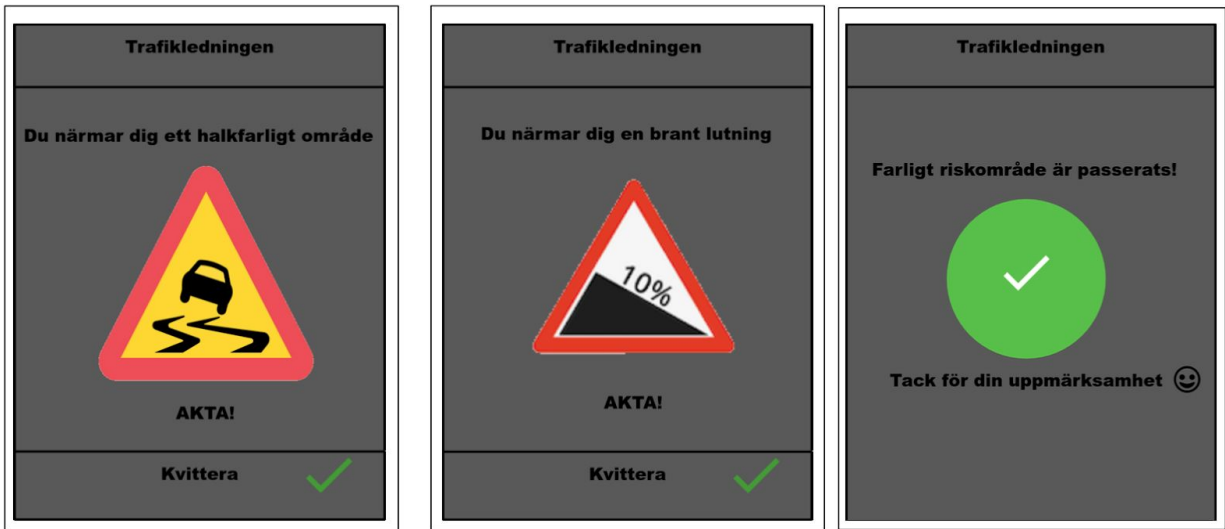 Trafikledningen
Du närmar dig ett halkfarligt område
AKTA!
Kvittera
Trafikledningen
Du närmar dig en brant lutning
10%
AKTA!
Kvittera
Trafikledningen
Farligt riskområde är passerats!
Tack för din uppmärksamhet